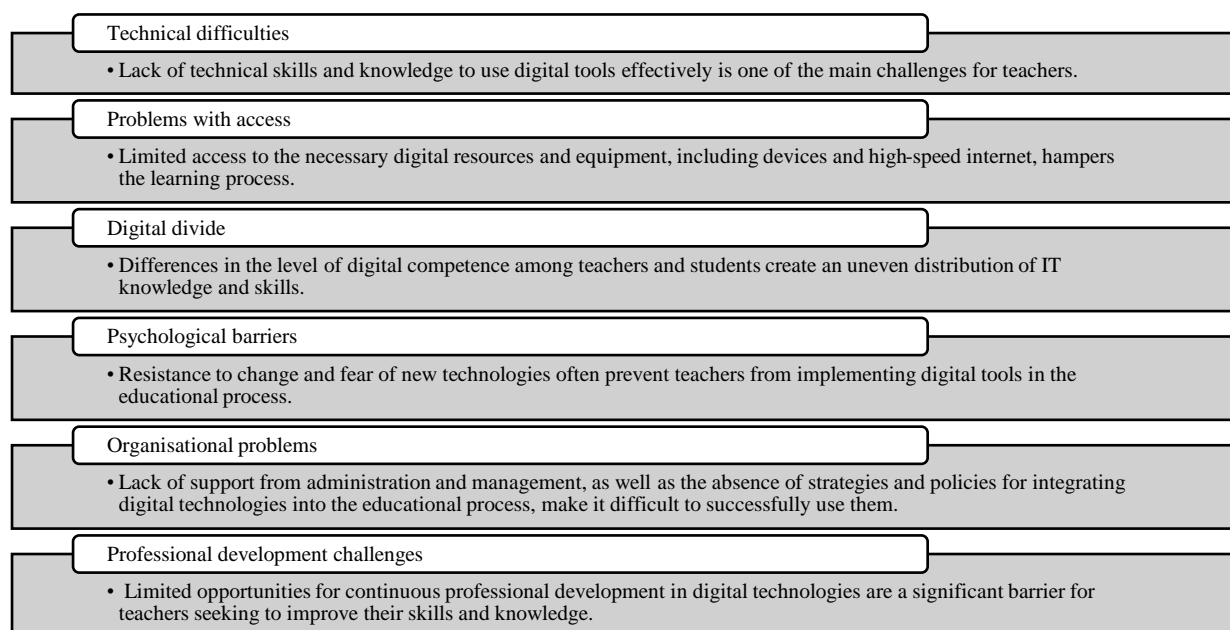 Technical difficulties
• Lack of technical skills and knowledge to use digital tools effectively is one of the main challenges for teachers.
Problems with access
• Limited access to the necessary digital resources and equipment, including devices and high-speed internet, hampers
the learning process.
Digital divide
• Differences in the level of digital competence among teachers and students create an uneven distribution of IT
knowledge and skills.
Psychological barriers
• Resistance to change and fear of new technologies often prevent teachers from implementing digital tools in the
educational process.
Organisational problems
• Lack of support from administration and management, as well as the absence of strategies and policies for integrating
digital technologies into the educational process, make it difficult to successfully use them.
Professional development challenges
• Limited opportunities for continuous professional development in digital technologies are a significant barrier for
teachers seeking to improve their skills and knowledge.